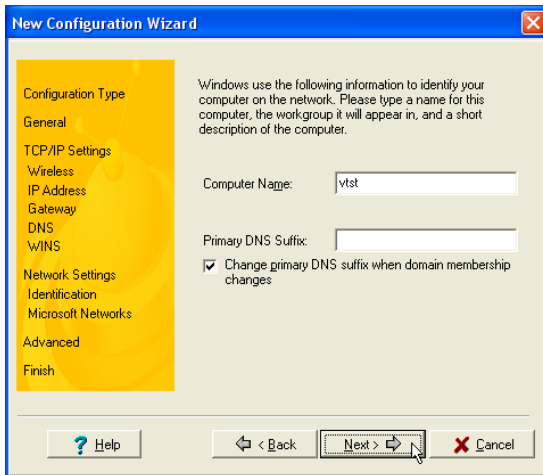 New Configuration Wizard
Configuration Type
General
TCP/IP Settings
Wireless
IP Address
Gateway
DNS
WINS
Network Settings
Identification
Microsoft Networks
Advanced
Finish
Windows use the following information to identify your
computer on the network. Please type a name for this
computer, the workgroup it will appear in, and a short
description of the computer.
Computer Name: vtst
Primary DNS Suffix:
Change primary DNS suffix when domain membership
changes
? Help
< Back
Next >
Cancel